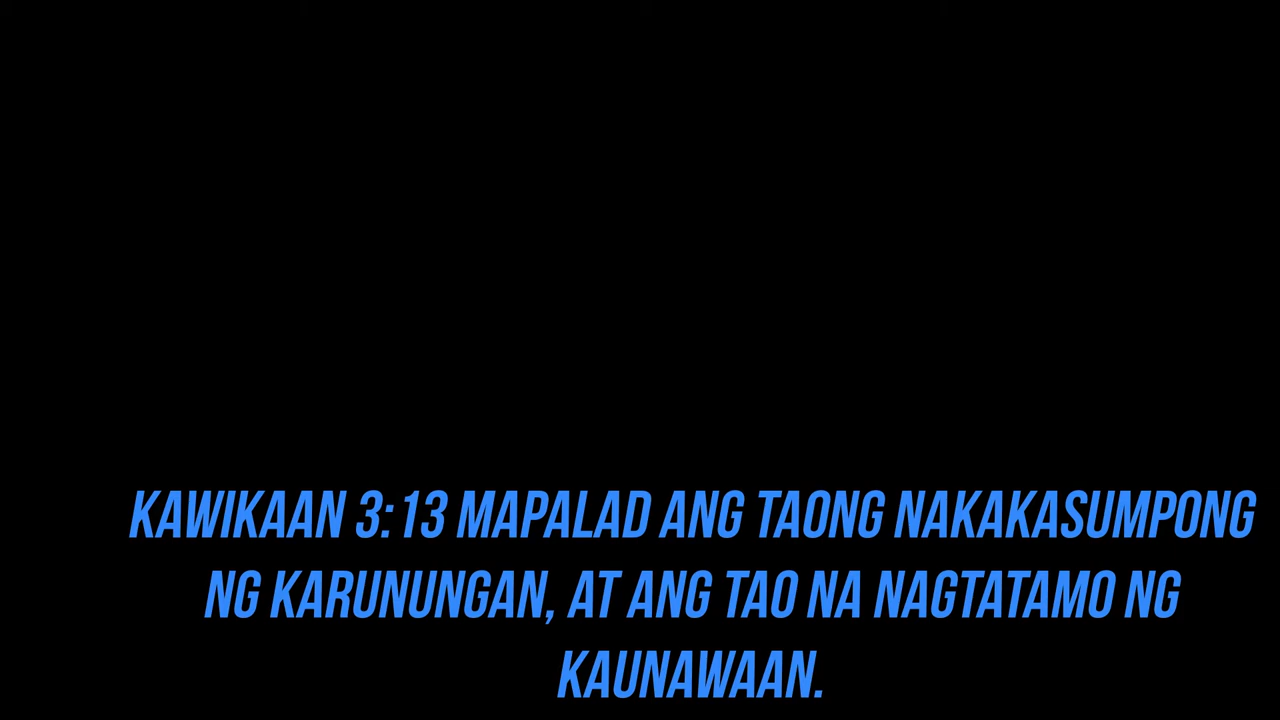 KAWIKAAN 3:13 MAPALAD ANG TAONG NAKAKASUMPONG
NG KARUNUNGAN, AT ANG TAO NA NAGTATAMO NG
KAUNAWAAN.